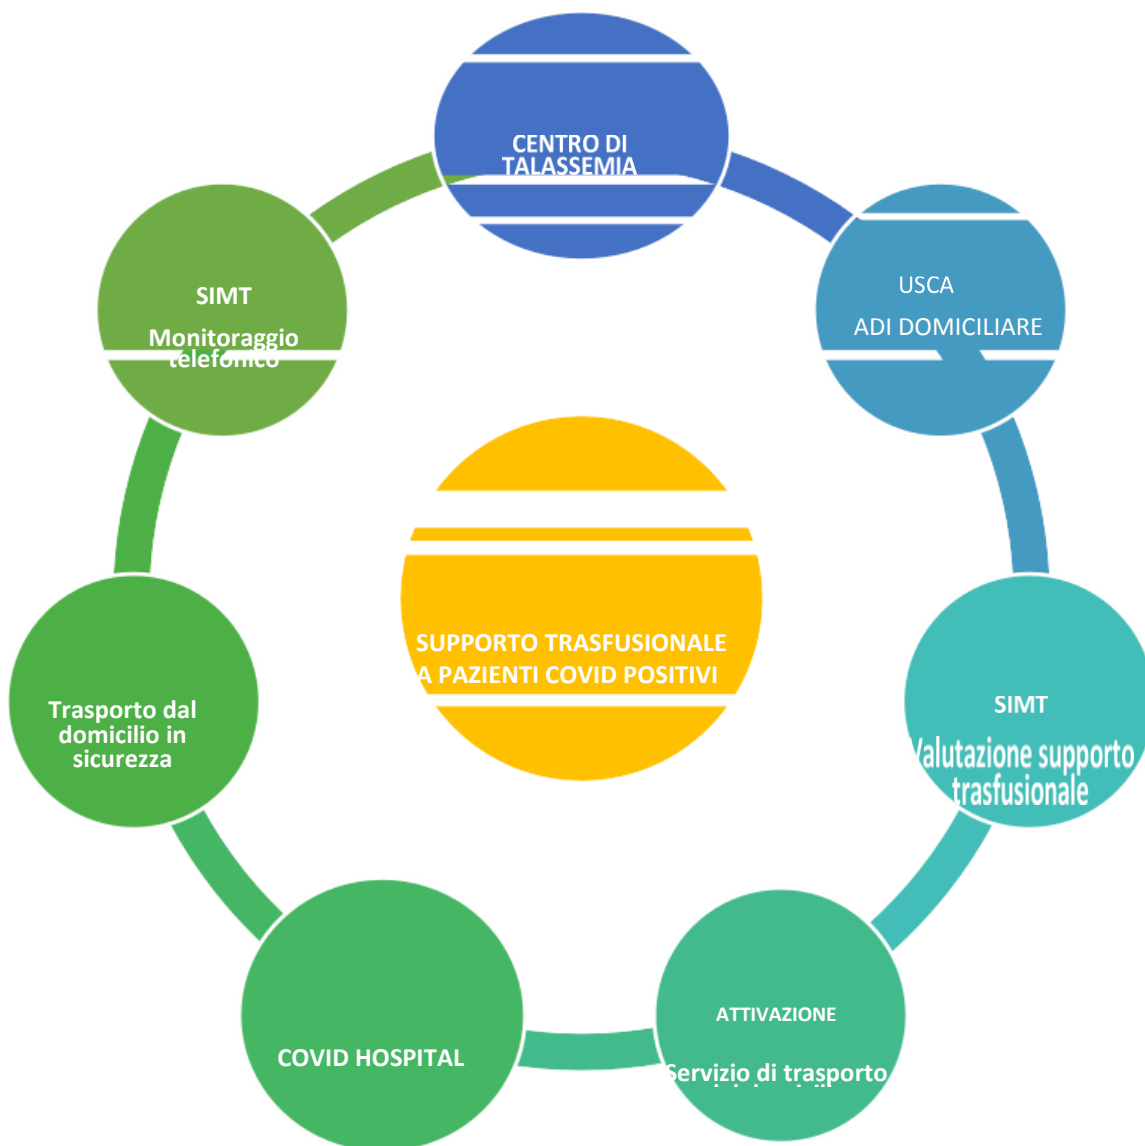 CENTRO DI
TALASSEMIA
USCA
ADI DOMICILIARE
SIMT
Valutazione supporto
trasfusionale
ATTIVAZIONE
Servizio di trasporto
COVID HOSPITAL
Trasporto dal
domicilio in
sicurezza
SIMT
Monitoraggio
telefonico
SUPPORTO TRASFUSIONALE
A PAZIENTI COVID POSITIVI